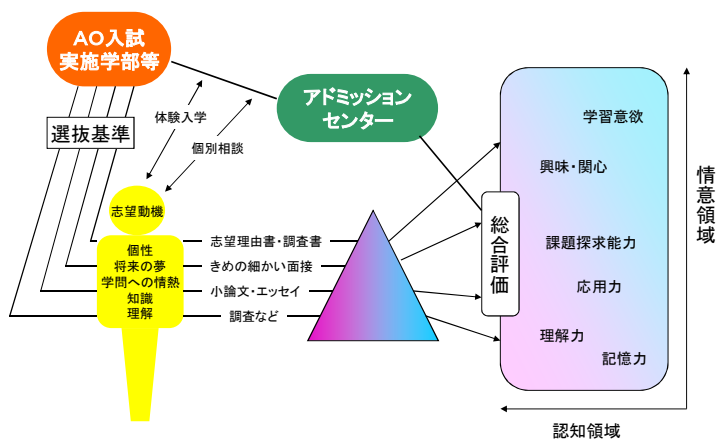 AO入試
実施学部等
選抜基準
体験入学
個別相談
アドミッション
センター
志望動機
個性
将来の夢
学問への情熱
知識
理解
志望理由書・調査書
きめの細かい面接
小論文・エッセイ
調査など
総合評価
学習意欲
興味・関心
課題探求能力
応用力
理解力
記憶力
情意領域
認知領域